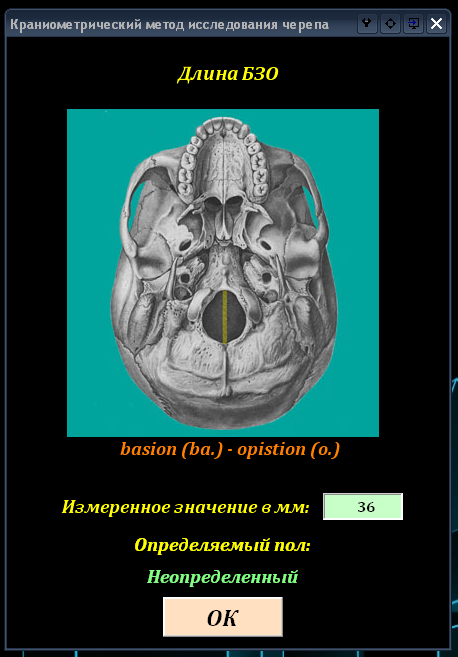 Краниометрический метод исследования черепа
Длина БЗО
basion (ba.) - opistion (o.)
Измеренное значение в мм: 36
Определяемый пол:
Неопределенный
ОК